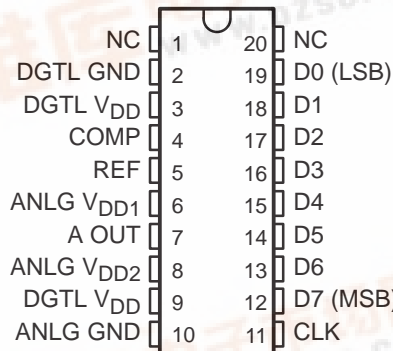 NC 1 20 NC
DGTL GND 2 19 D0 (LSB)
DGTL VDD 3 18 D1
COMP 4 17 D2
REF 5 16 D3
ANLG VDD1 6 15 D4
A OUT 7 14 D5
ANLG VDD2 8 13 D6
DGTL VDD 9 12 D7 (MSB)
ANLG GND 10 11 CLK